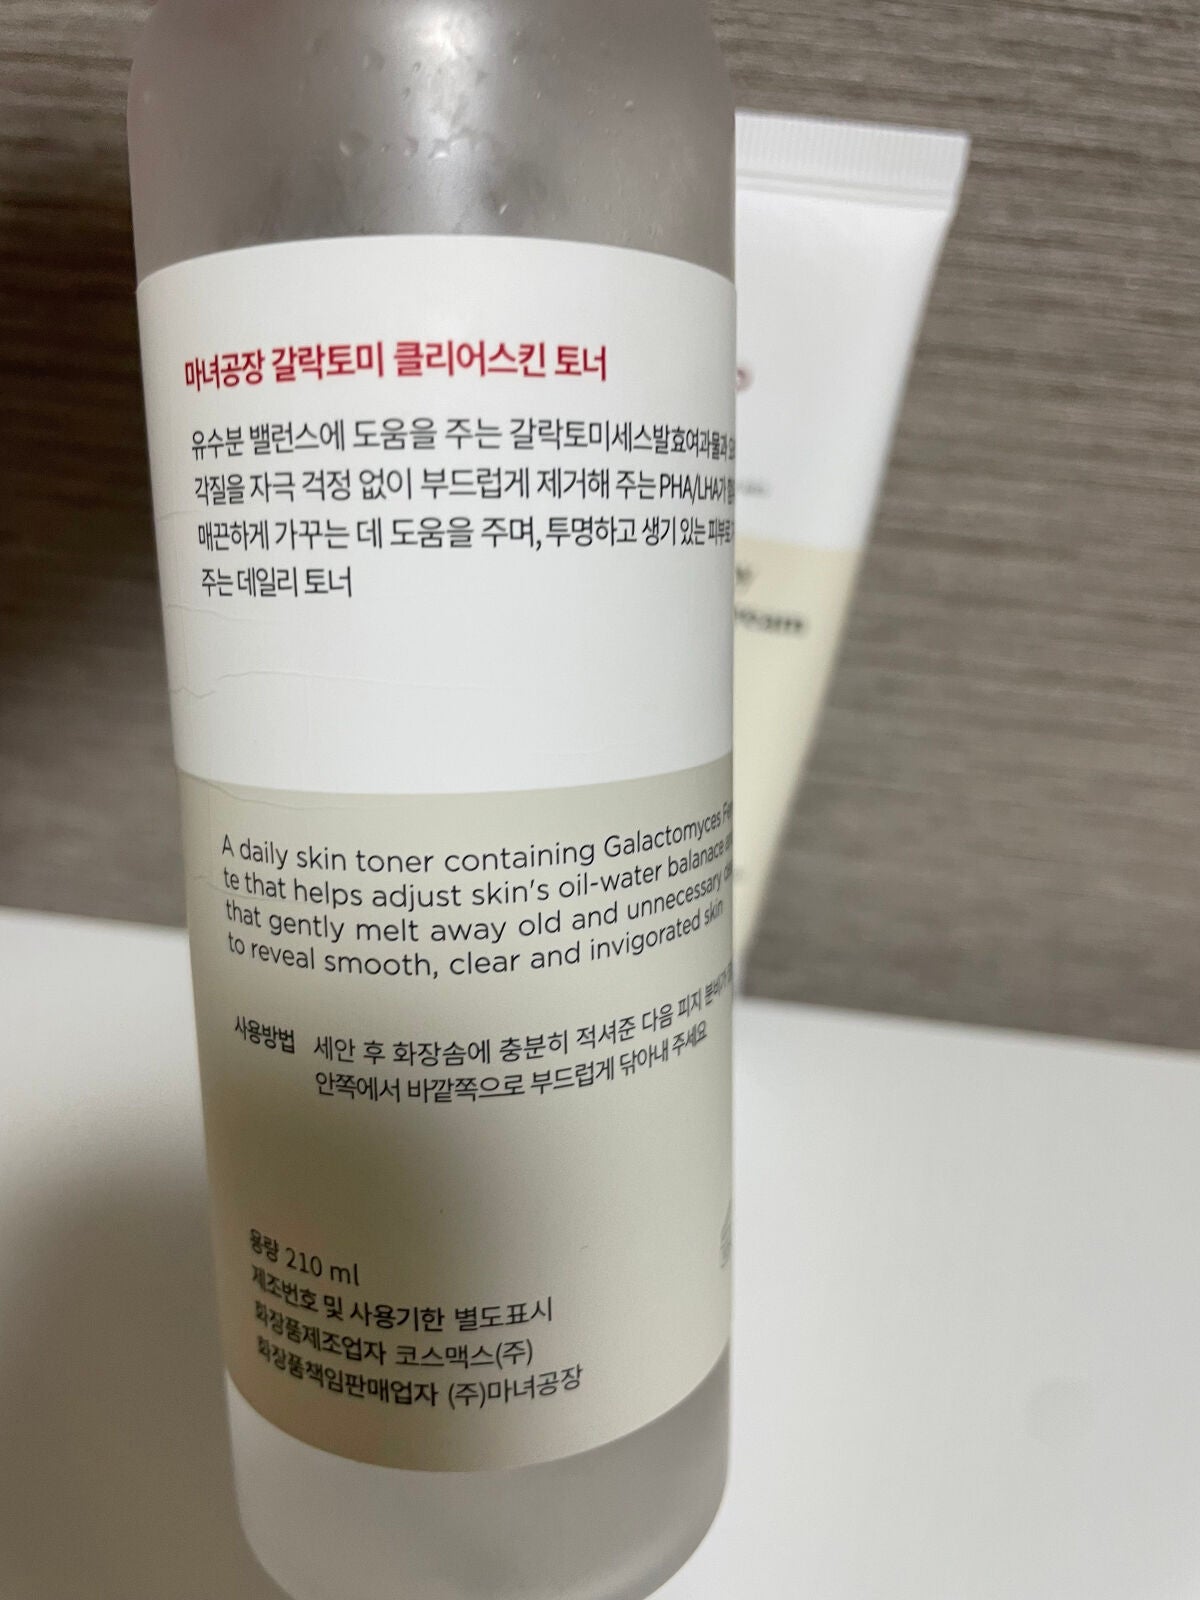 마녀공장 갈락토미 클리어스킨 토너
유수분 밸런스에 도움을 주는 갈락토미세스발효여과물과
각질을 자극 걱정 없이 부드럽게 제거해 주는 PHA/LHA가
매끈하게 가꾸는 데 도움을 주며, 투명하고 생기 있는 피부로
주는 데일리 토너
A daily skin toner containing Galactomyces
te that helps adjust skin's oil-water balanace
that gently melt away old and unnecessary
to reveal smooth, clear and invigorated skin
사용방법 세안 후 화장솜에 충분히 적셔준 다음 피지 분비가
안쪽에서 바깥쪽으로 부드럽게 닦아내 주세요
용량 210 ml
제조번호 및 사용기한 별도표시
화장품제조업자 코스맥스(주)
화장품책임판매업자 (주)마녀공장